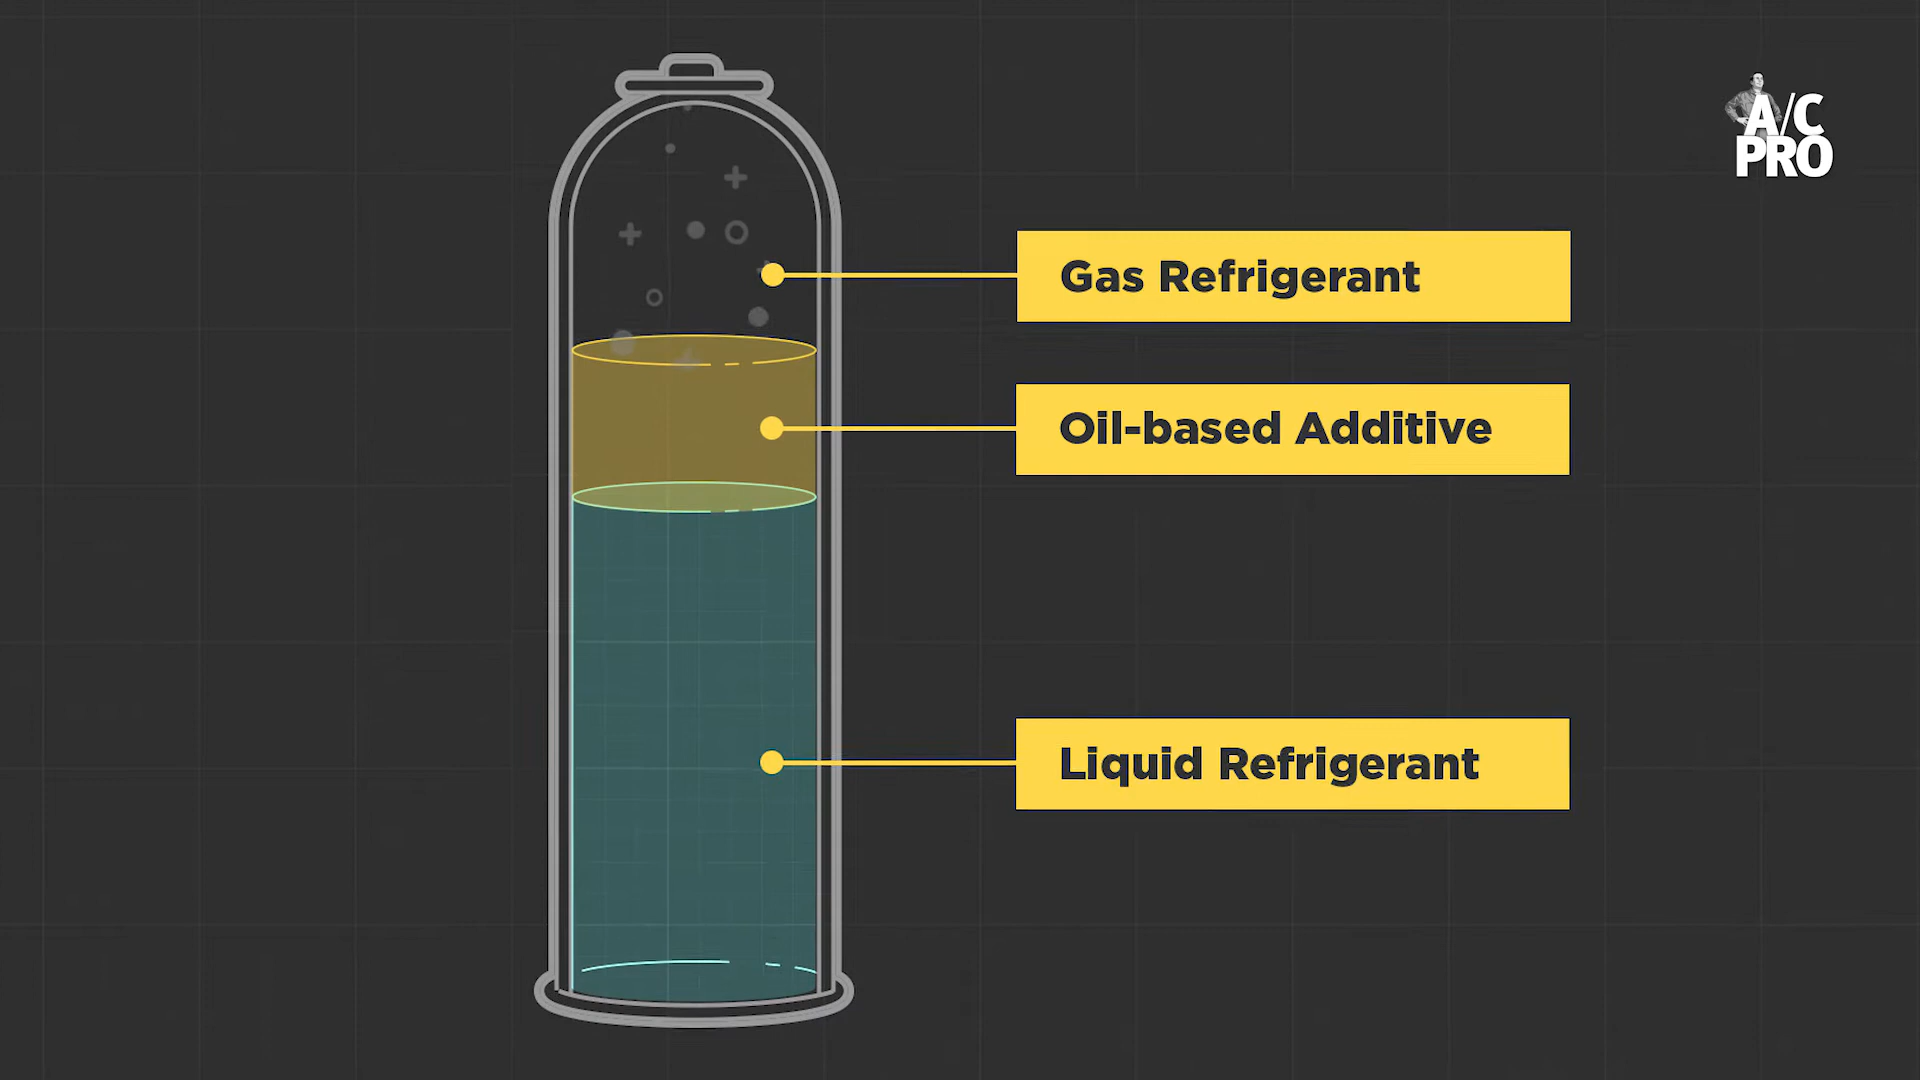 A/C
PRO
Gas Refrigerant
Oil-based Additive
Liquid Refrigerant